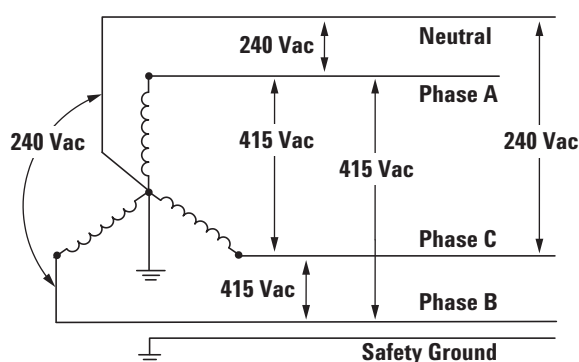 240 Vac
Neutral
Phase A
240 Vac
415 Vac
415 Vac
240 Vac
Phase C
415 Vac
Phase B
Safety Ground